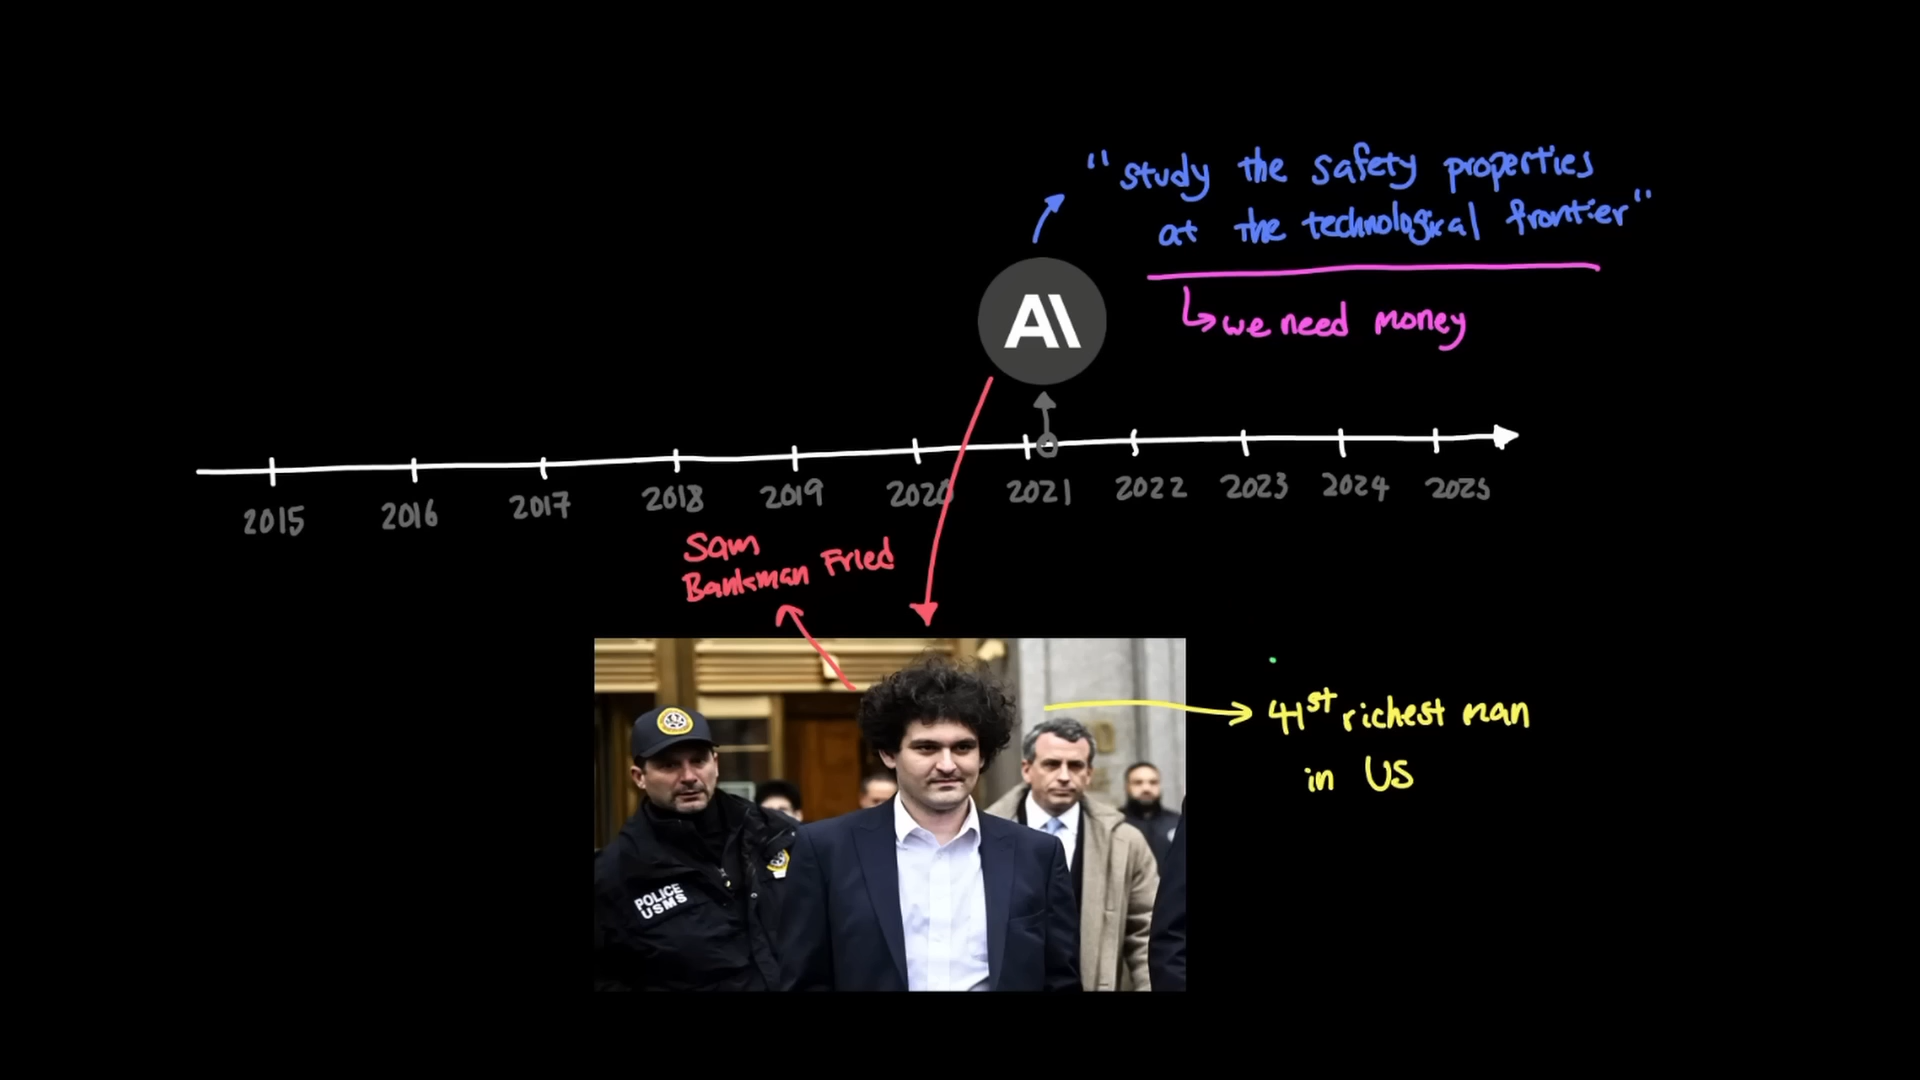 "study the safety properties
at the technological frontier"
↳ we need money
A\
2015 2016 2017 2018 2019 2020 2021 2022 2023 2024 2025
Sam
Bankman Fried
41st richest man
in US
POLICE
USMS